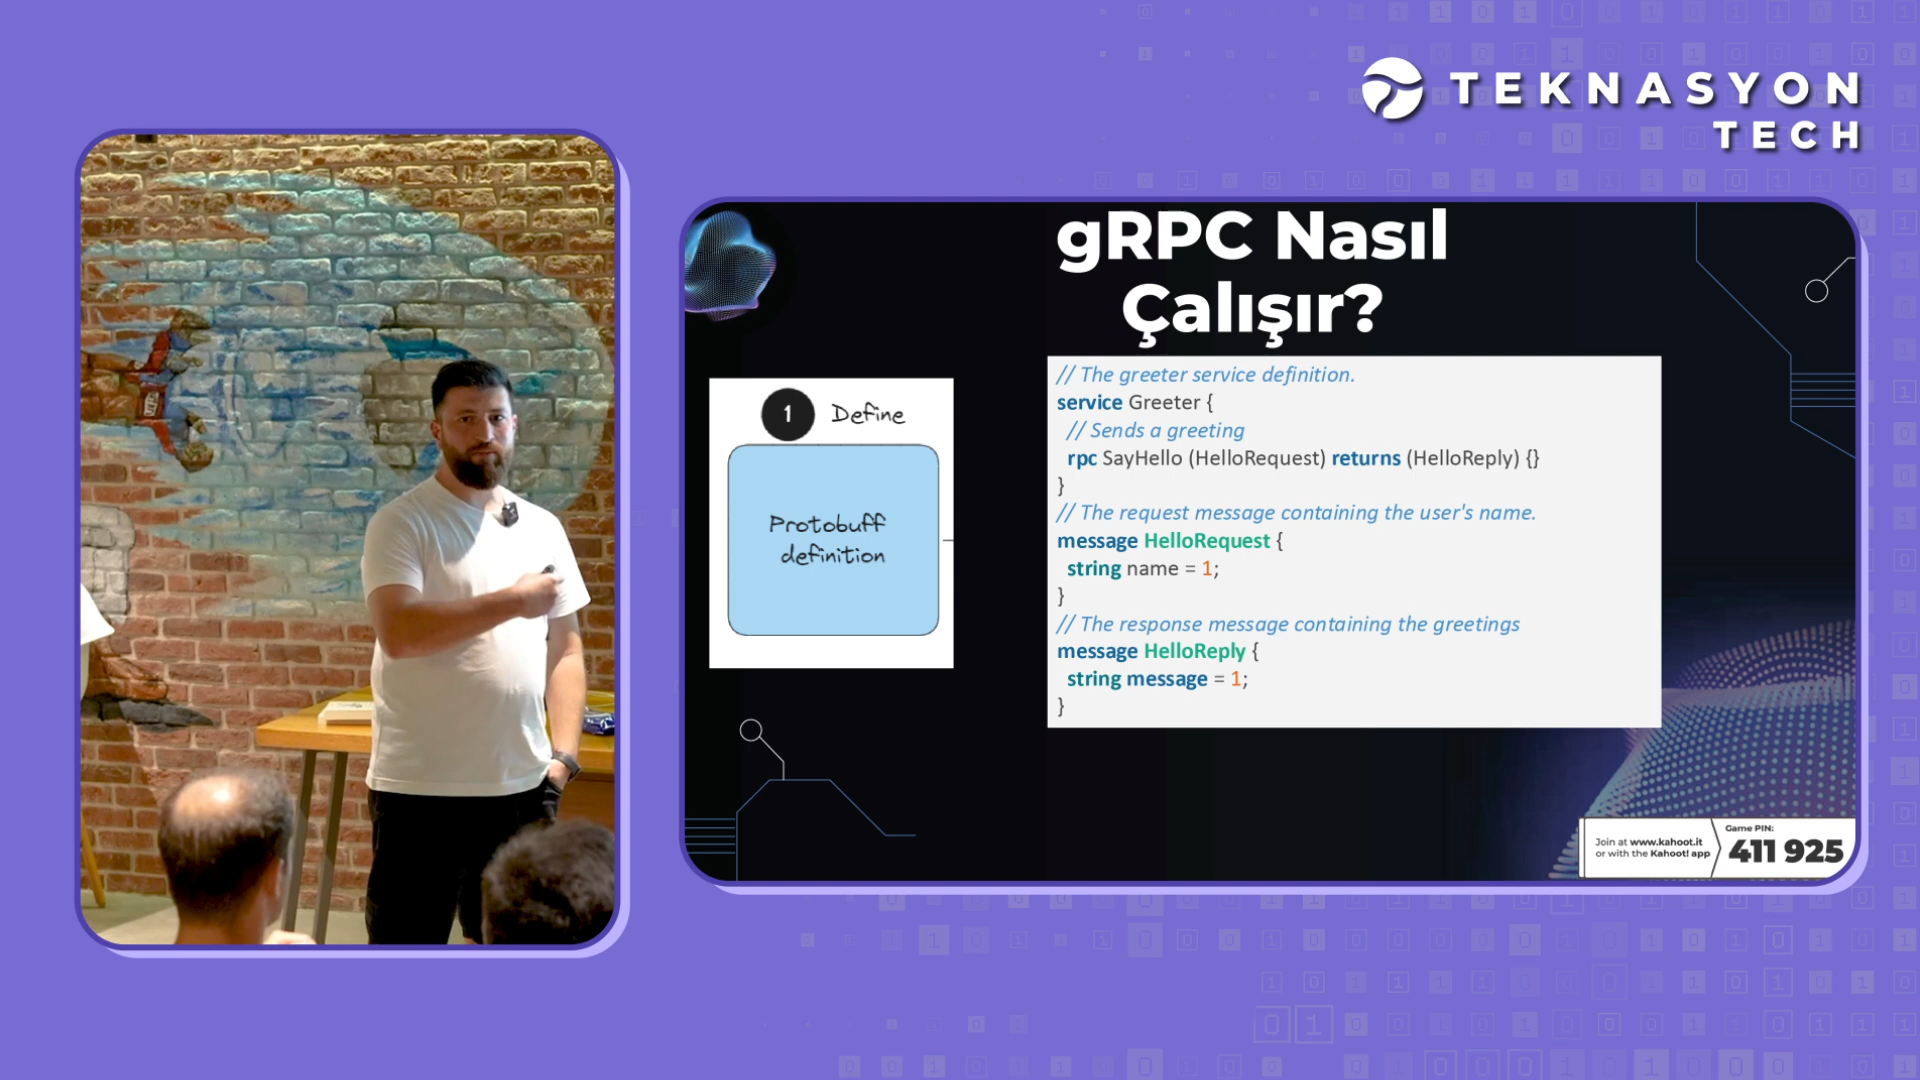 TEKNASYON
TECH
gRPC Nasıl
Çalışır?
1 Define
Protobuff
definition
// The greeter service definition.
service Greeter {
// Sends a greeting
rpc SayHello (HelloRequest) returns (HelloReply) {}
}
// The request message containing the user's name.
message HelloRequest {
string name = 1;
}
// The response message containing the greetings
message HelloReply {
string message = 1;
}
Join at www.kahoot.it
or with the Kahoot! app
Game PIN:
411 925